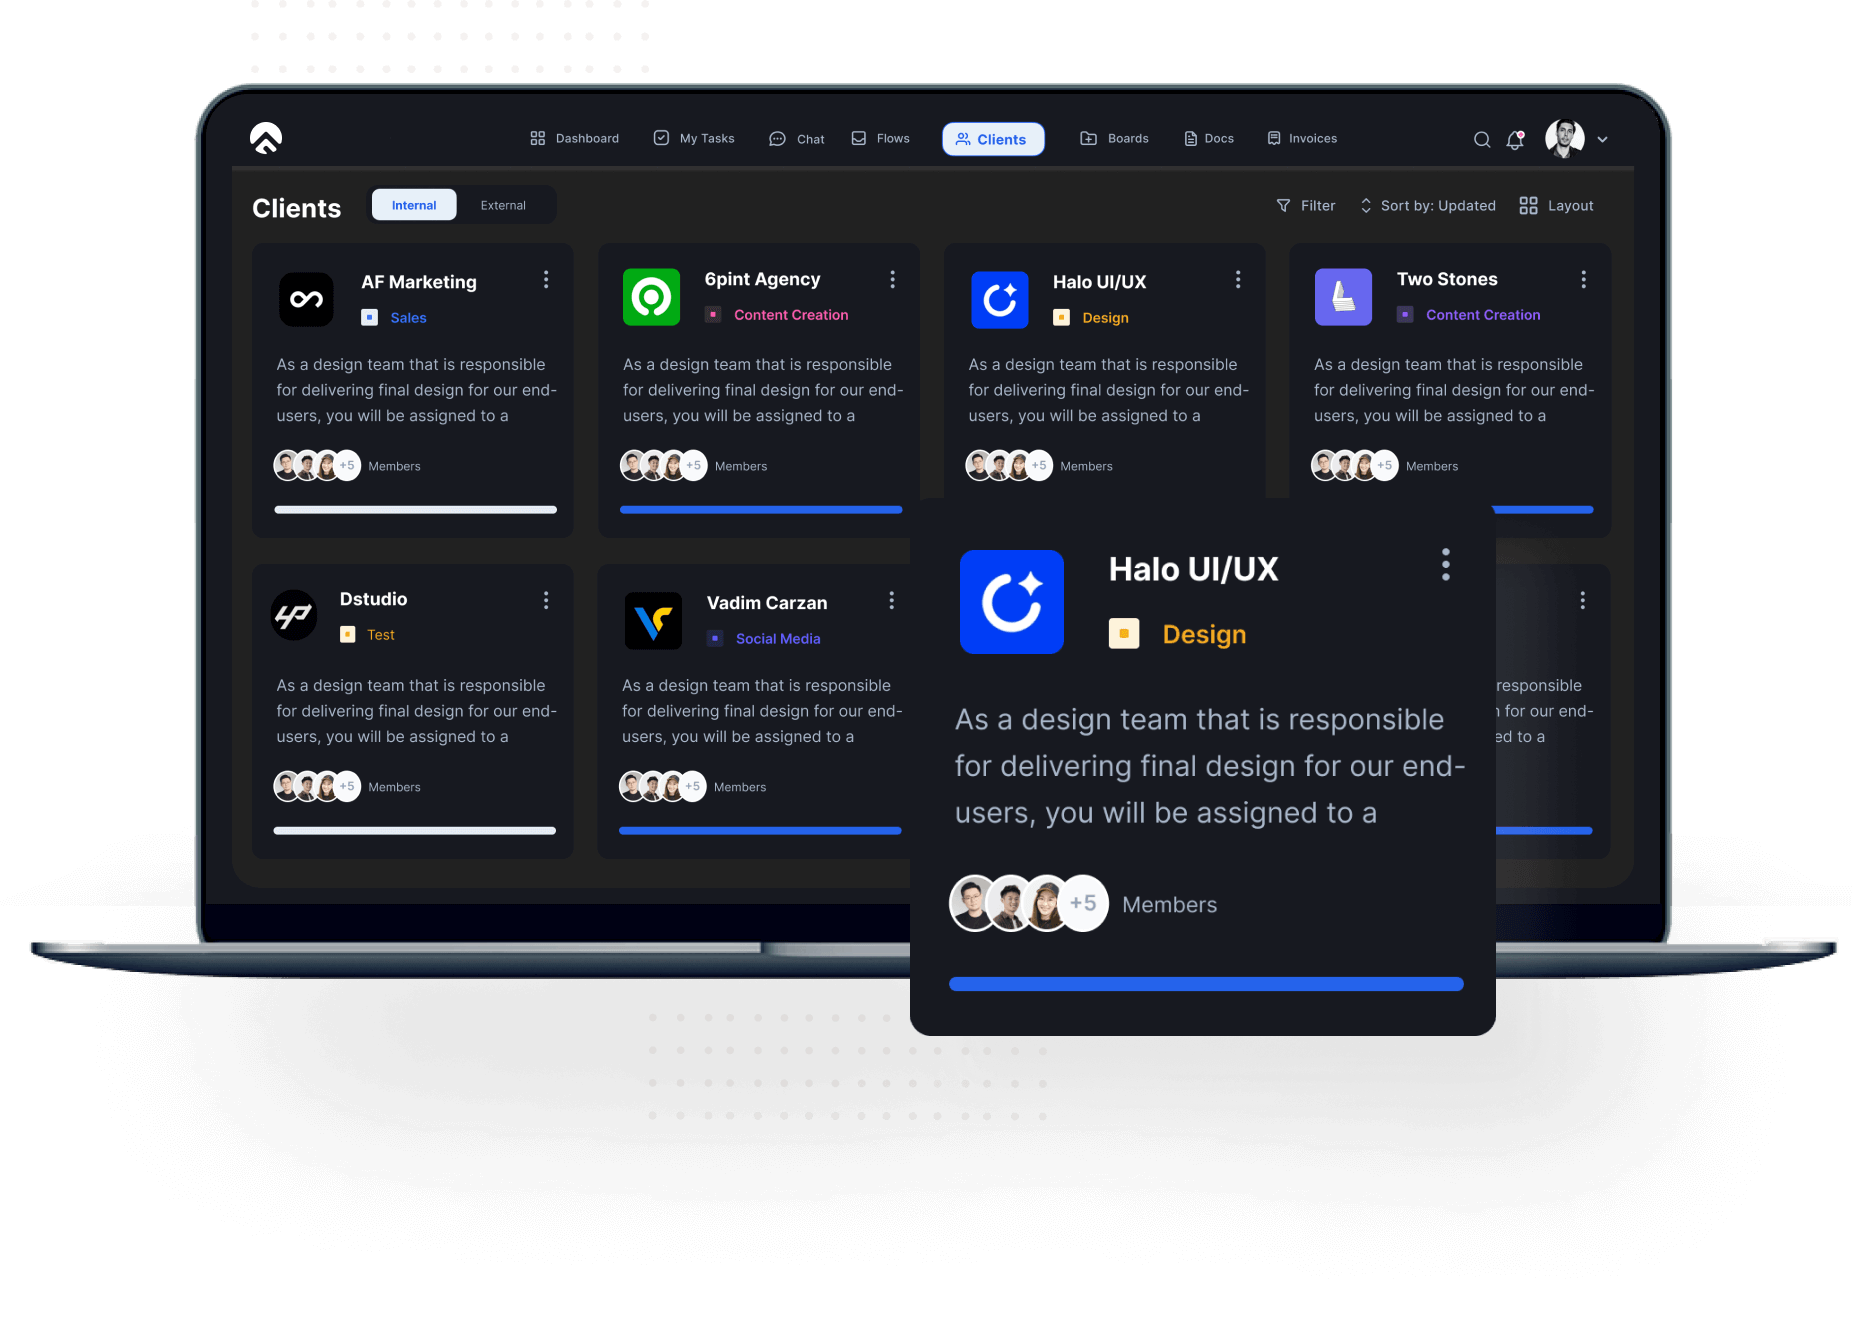 Dashboard
My Tasks
Chat
Flows
Clients
Boards
Docs
Invoices
Clients
Internal
External
Filter
Sort by: Updated
Layout
AF Marketing
Sales
As a design team that is responsible
for delivering final design for our end-
users, you will be assigned to a
+5
Members
6pint Agency
Content Creation
As a design team that is responsible
for delivering final design for our end-
users, you will be assigned to a
+5
Members
Halo UI/UX
Design
As a design team that is responsible
for delivering final design for our end-
users, you will be assigned to a
+5
Members
Two Stones
Content Creation
As a design team that is responsible
for delivering final design for our end-
users, you will be assigned to a
+5
Members
Dstudio
Test
As a design team that is responsible
for delivering final design for our end-
users, you will be assigned to a
+5
Members
Vadim Carzan
Social Media
As a design team that is responsible
for delivering final design for our end-
users, you will be assigned to a
+5
Members
Halo UI/UX
Design
As a design team that is responsible
for delivering final design for our end-
users, you will be assigned to a
+5
Members
responsible
for our end-
to a